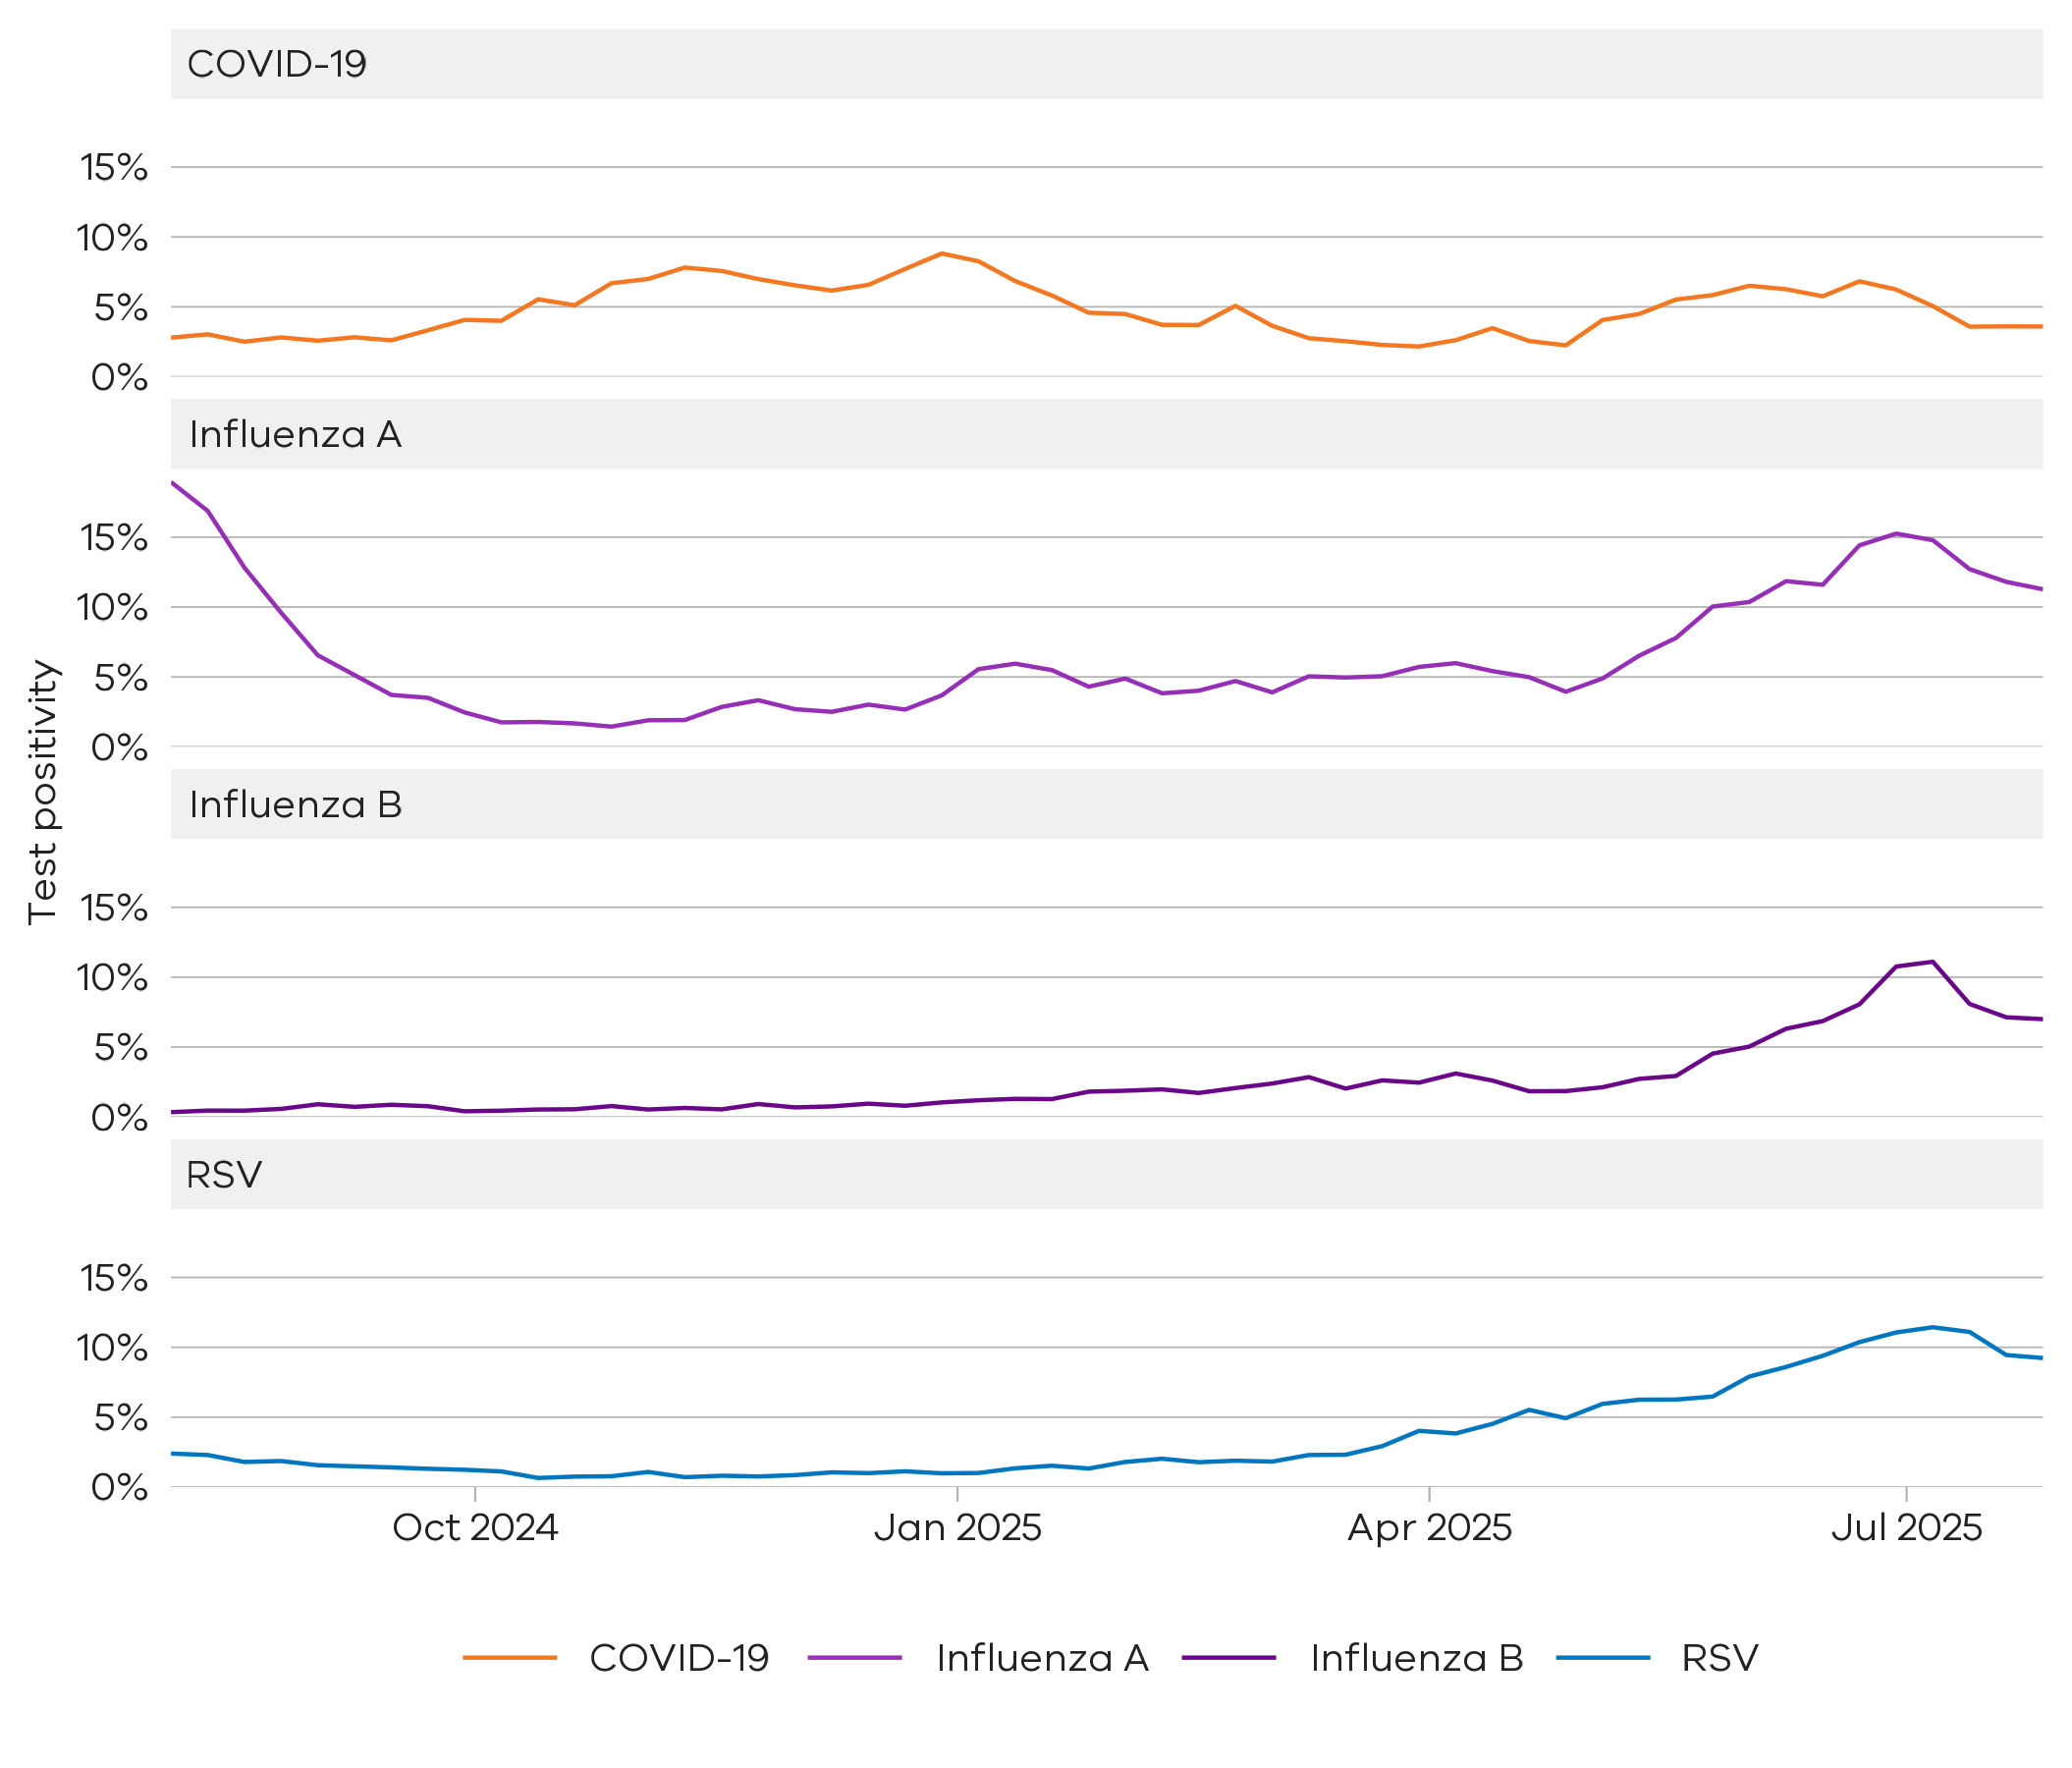 COVID-19
15%
10%
5%
0%
Influenza A
15%
10%
5%
0%
Test positivity
Influenza B
15%
10%
5%
0%
RSV
15%
10%
5%
0%
Oct 2024 Jan 2025 Apr 2025 Jul 2025
COVID-19 Influenza A Influenza B RSV